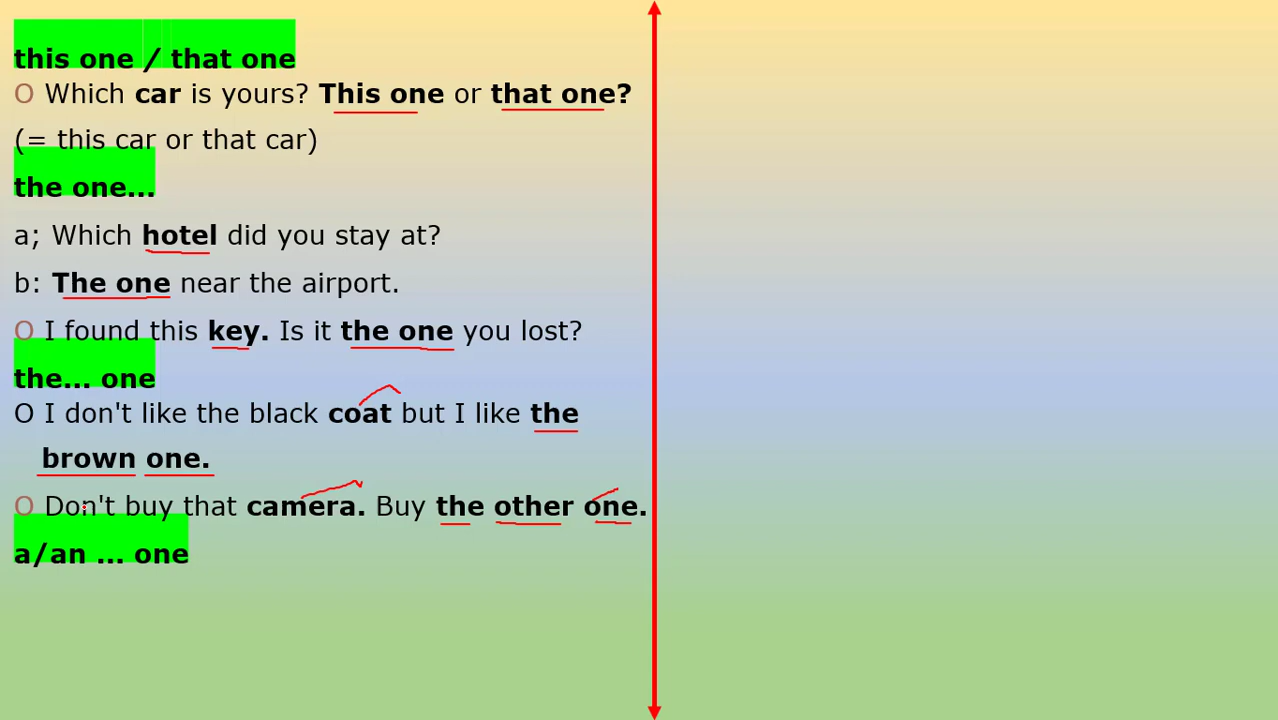 this one / that one
O Which car is yours? This one or that one?
(= this car or that car)
the one...
a; Which hotel did you stay at?
b: The one near the airport.
O I found this key. Is it the one you lost?
the... one
O I don't like the black coat but I like the
brown one.
O Don't buy that camera. Buy the other one.
a/an ... one